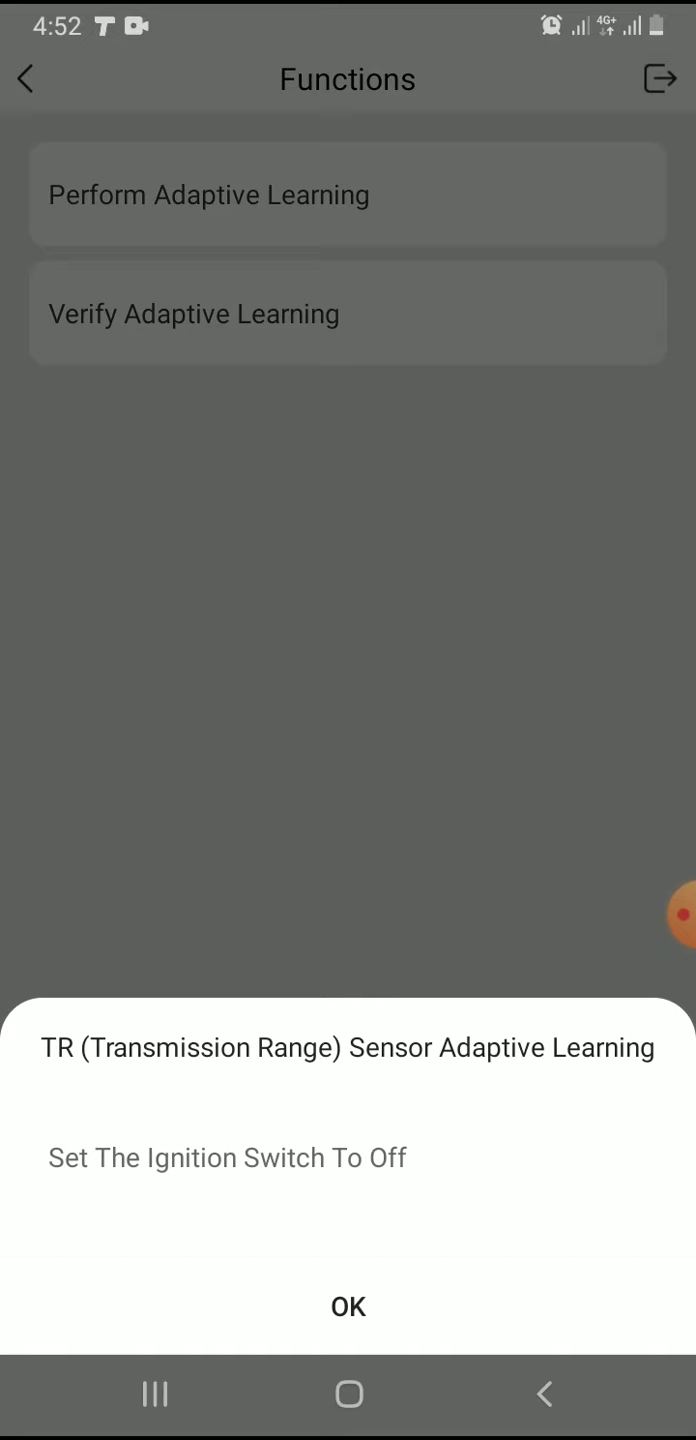 4:52
4G+
Functions
Perform Adaptive Learning
Verify Adaptive Learning
TR (Transmission Range) Sensor Adaptive Learning
Set The Ignition Switch To Off
OK